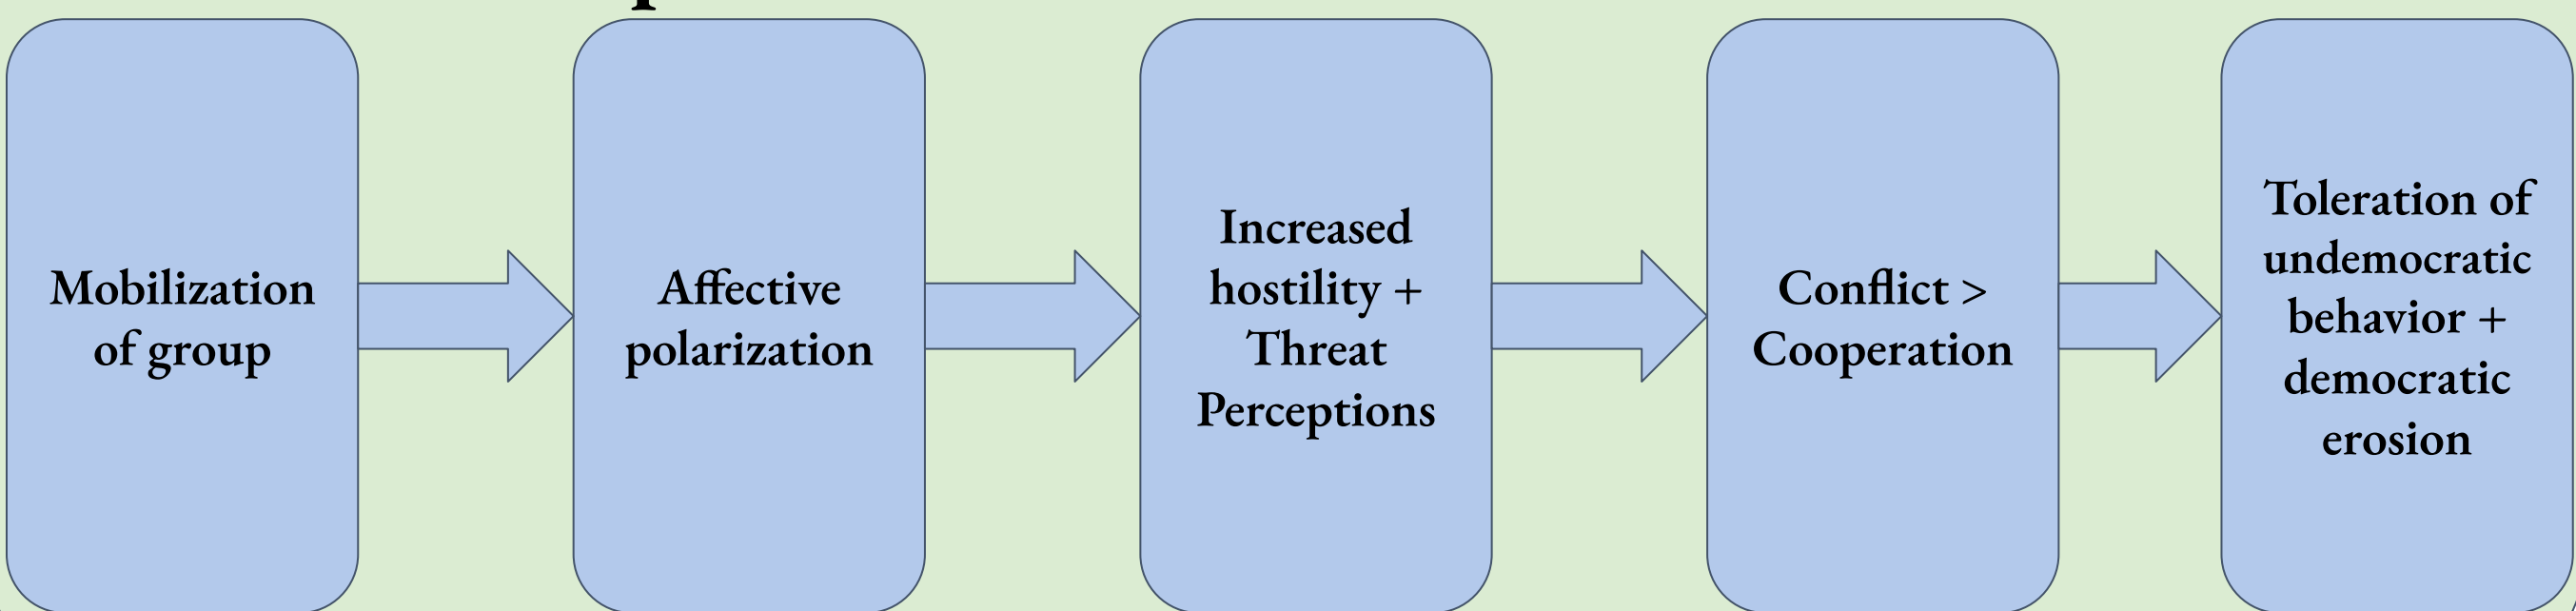 Mobilization
of group
Affective
polarization
Increased
hostility +
Threat
Perceptions
Conflict >
Cooperation
Toleration of
undemocratic
behavior +
democratic
erosion